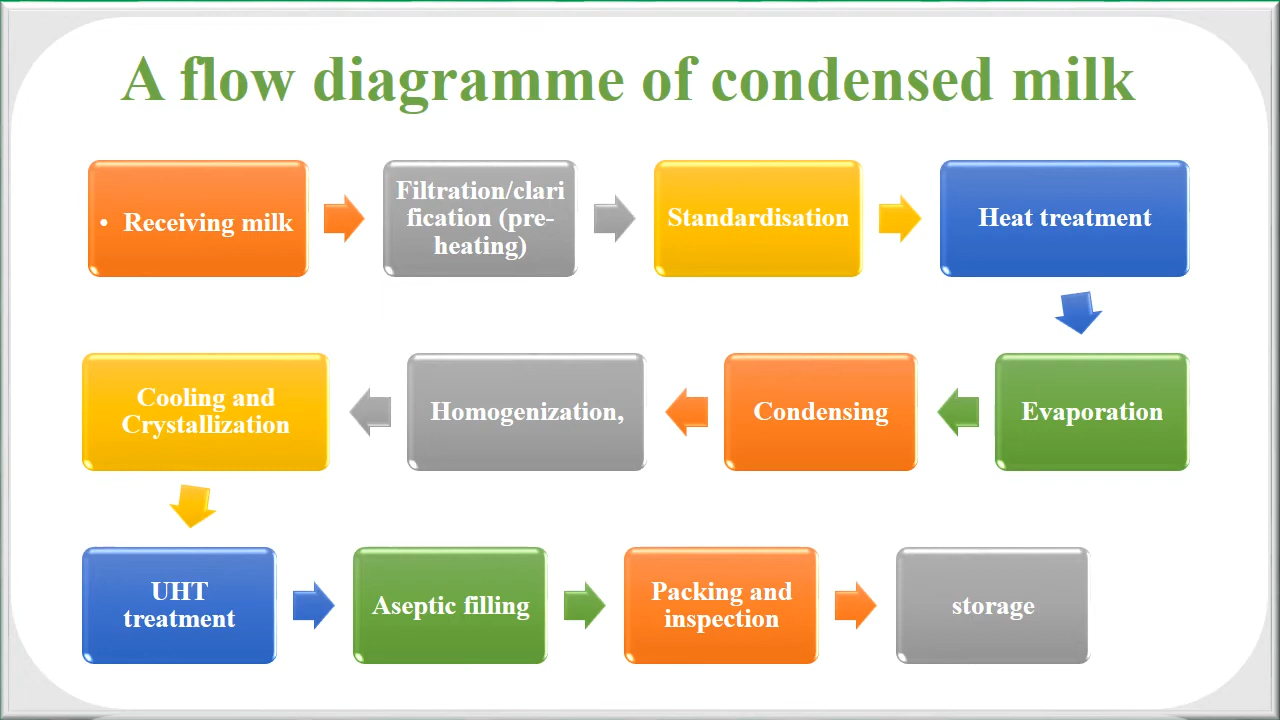 A flow diagramme of condensed milk
• Receiving milk
Filtration/clari
fication (pre-
heating)
Standardisation
Heat treatment
Evaporation
Condensing
Homogenization,
Cooling and
Crystallization
UHT
treatment
Aseptic filling
Packing and
inspection
storage